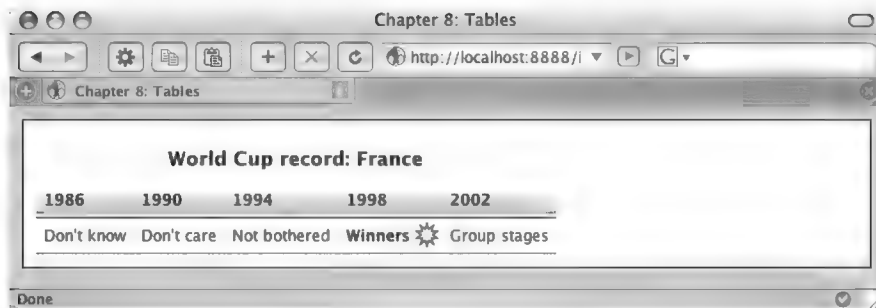 Chapter 8: Tables
http://localhost:8888/i
G
Chapter 8: Tables
World Cup record: France
1986 1990 1994 1998 2002
Don't know Don't care Not bothered Winners Group stages
Done